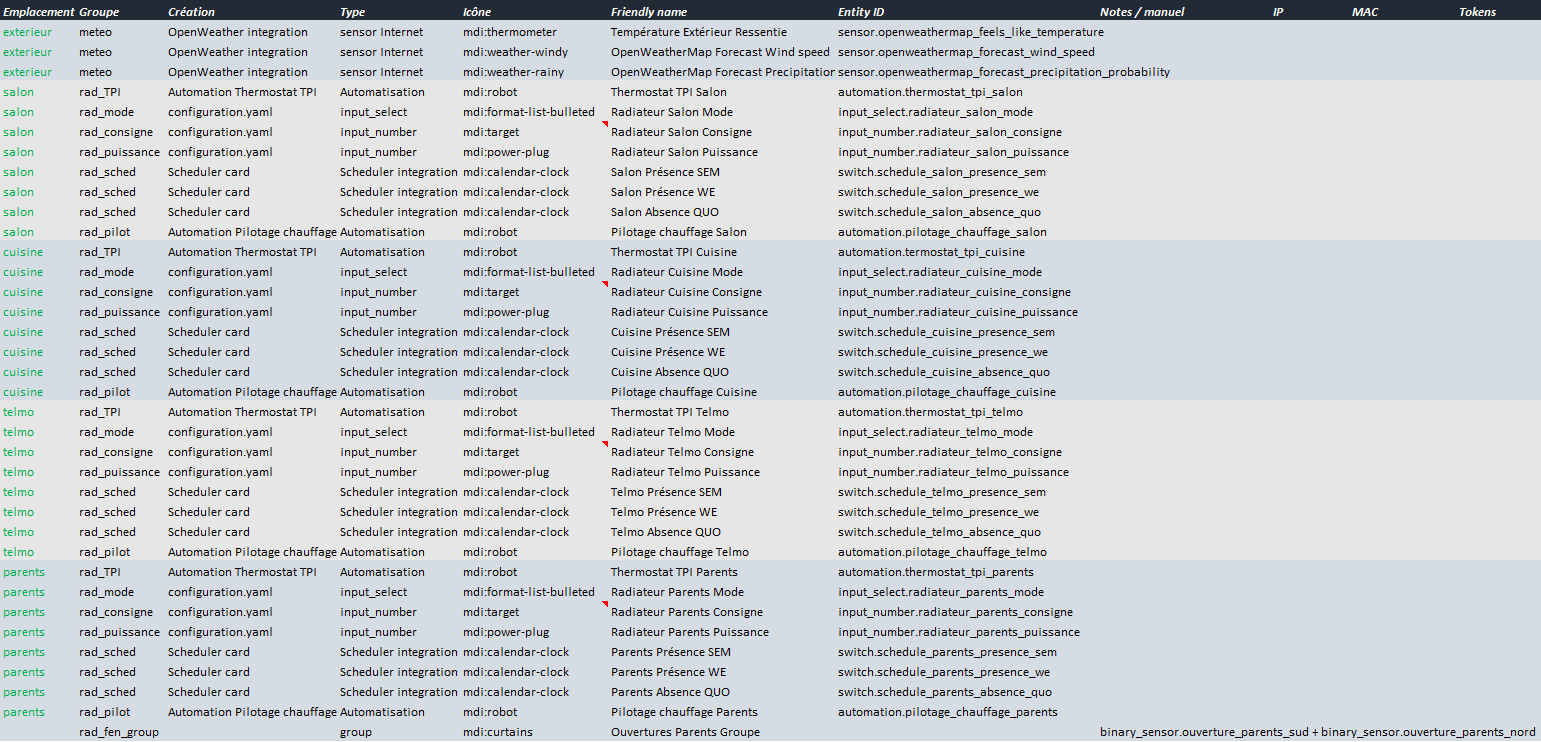 Emplacement Groupe Création Type Icône Friendly name Entity ID Notes / manuel IP MAC Tokens
exterieur meteo OpenWeather integration sensor Internet mdi:thermometer Température Extérieur Ressentie sensor.openweathermap_feels_like_temperature
exterieur meteo OpenWeather integration sensor Internet mdi:weather-windy OpenWeatherMap Forecast Wind speed sensor.openweathermap_forecast_wind_speed
exterieur meteo OpenWeather integration sensor Internet mdi:weather-rainy OpenWeatherMap Forecast Precipitation sensor.openweathermap_forecast_precipitation_probability
salon rad_TPI Automation Thermostat TPI Automatisation mdi:robot Thermostat TPI Salon automation.thermostat_tpi_salon
salon rad_mode configuration.yaml input_select mdi:format-list-bulleted Radiateur Salon Mode input_select.radiateur_salon_mode
salon rad_consigne configuration.yaml input_number mdi:target Radiateur Salon Consigne input_number.radiateur_salon_consigne
salon rad_puissance configuration.yaml input_number mdi:power-plug Radiateur Salon Puissance input_number.radiateur_salon_puissance
salon rad_sched Scheduler card Scheduler integration mdi:calendar-clock Salon Présence SEM switch.schedule_salon_presence_sem
salon rad_sched Scheduler card Scheduler integration mdi:calendar-clock Salon Présence WE switch.schedule_salon_presence_we
salon rad_sched Scheduler card Scheduler integration mdi:calendar-clock Salon Absence QUO switch.schedule_salon_absence_quo
salon rad_pilot Automation Pilotage chauffage Automatisation mdi:robot Pilotage chauffage Salon automation.pilotage_chauffage_salon
cuisine rad_TPI Automation Thermostat TPI Automatisation mdi:robot Thermostat TPI Cuisine automation.termostat_tpi_cuisine
cuisine rad_mode configuration.yaml input_select mdi:format-list-bulleted Radiateur Cuisine Mode input_select.radiateur_cuisine_mode
cuisine rad_consigne configuration.yaml input_number mdi:target Radiateur Cuisine Consigne input_number.radiateur_cuisine_consigne
cuisine rad_puissance configuration.yaml input_number mdi:power-plug Radiateur Cuisine Puissance input_number.radiateur_cuisine_puissance
cuisine rad_sched Scheduler card Scheduler integration mdi:calendar-clock Cuisine Présence SEM switch.schedule_cuisine_presence_sem
cuisine rad_sched Scheduler card Scheduler integration mdi:calendar-clock Cuisine Présence WE switch.schedule_cuisine_presence_we
cuisine rad_sched Scheduler card Scheduler integration mdi:calendar-clock Cuisine Absence QUO switch.schedule_cuisine_absence_quo
cuisine rad_pilot Automation Pilotage chauffage Automatisation mdi:robot Pilotage chauffage Cuisine automation.pilotage_chauffage_cuisine
telmo rad_TPI Automation Thermostat TPI Automatisation mdi:robot Thermostat TPI Telmo automation.thermostat_tpi_telmo
telmo rad_mode configuration.yaml input_select mdi:format-list-bulleted Radiateur Telmo Mode input_select.radiateur_telmo_mode
telmo rad_consigne configuration.yaml input_number mdi:target Radiateur Telmo Consigne input_number.radiateur_telmo_consigne
telmo rad_puissance configuration.yaml input_number mdi:power-plug Radiateur Telmo Puissance input_number.radiateur_telmo_puissance
telmo rad_sched Scheduler card Scheduler integration mdi:calendar-clock Telmo Présence SEM switch.schedule_telmo_presence_sem
telmo rad_sched Scheduler card Scheduler integration mdi:calendar-clock Telmo Présence WE switch.schedule_telmo_presence_we
telmo rad_sched Scheduler card Scheduler integration mdi:calendar-clock Telmo Absence QUO switch.schedule_telmo_absence_quo
telmo rad_pilot Automation Pilotage chauffage Automatisation mdi:robot Pilotage chauffage Telmo automation.pilotage_chauffage_telmo
parents rad_TPI Automation Thermostat TPI Automatisation mdi:robot Thermostat TPI Parents automation.thermostat_tpi_parents
parents rad_mode configuration.yaml input_select mdi:format-list-bulleted Radiateur Parents Mode input_select.radiateur_parents_mode
parents rad_consigne configuration.yaml input_number mdi:target Radiateur Parents Consigne input_number.radiateur_parents_consigne
parents rad_puissance configuration.yaml input_number mdi:power-plug Radiateur Parents Puissance input_number.radiateur_parents_puissance
parents rad_sched Scheduler card Scheduler integration mdi:calendar-clock Parents Présence SEM switch.schedule_parents_presence_sem
parents rad_sched Scheduler card Scheduler integration mdi:calendar-clock Parents Présence WE switch.schedule_parents_presence_we
parents rad_sched Scheduler card Scheduler integration mdi:calendar-clock Parents Absence QUO switch.schedule_parents_absence_quo
parents rad_pilot Automation Pilotage chauffage Automatisation mdi:robot Pilotage chauffage Parents automation.pilotage_chauffage_parents
rad_fen_group group mdi:curtains Ouvertures Parents Groupe binary_sensor.ouverture_parents_sud + binary_sensor.ouverture_parents_nord